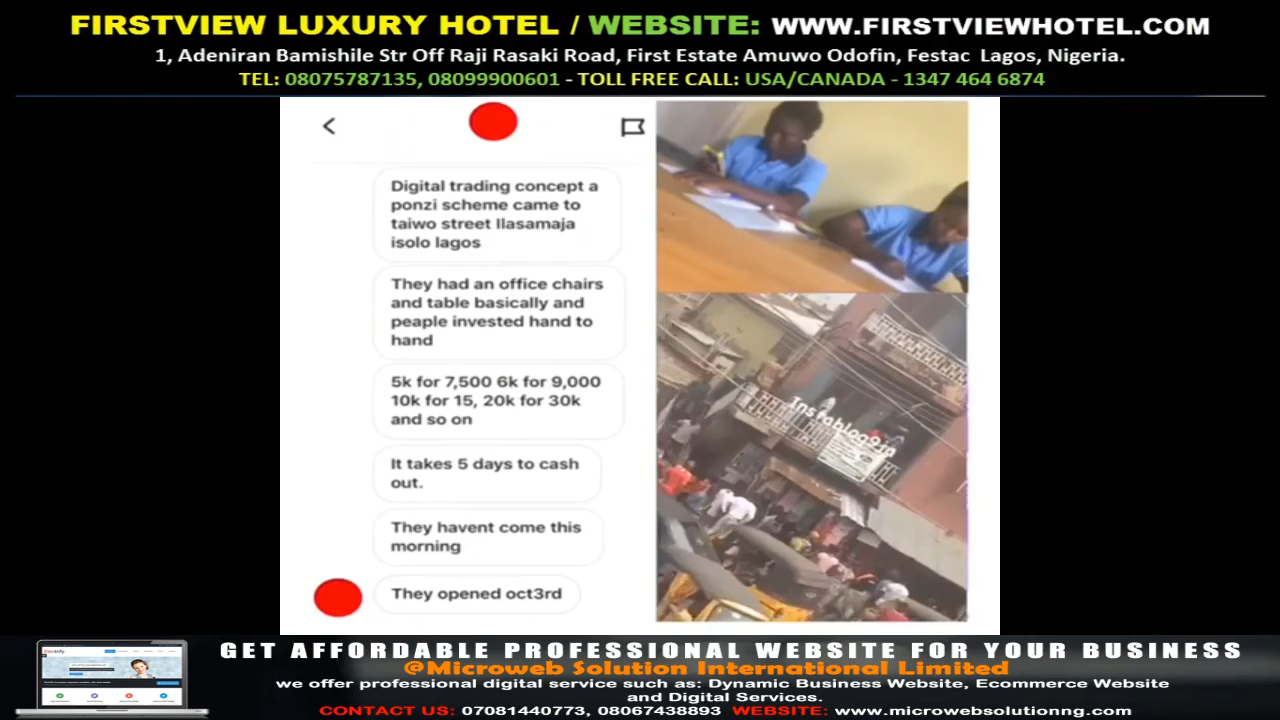 FIRSTVIEW LUXURY HOTEL / WEBSITE: WWW.FIRSTVIEWHOTEL.COM
1, Adeniran Bamishile Str Off Raji Rasaki Road, First Estate Amuwo Odofin, Festac Lagos, Nigeria.
TEL: 08075787135, 08099900601 - TOLL FREE CALL: USA/CANADA - 1347 464 6874
Digital trading concept a
ponzi scheme came to
taiwo street Ilasamaja
isolo lagos
They had an office chairs
and table basically and
peaple invested hand to
hand
5k for 7,500 6k for 9,000
10k for 15, 20k for 30k
and so on
It takes 5 days to cash
out.
They havent come this
morning
They opened oct3rd
Instablog9ja
GET AFFORDABLE PROFESSIONAL WEBSITE FOR YOUR BUSINESS
@Microweb Solution International Limited
we offer professional digital service such as: Dynamic Business Website, Ecommerce Website
and Digital Services.
CONTACT US: 07081440773, 08067438893 WEBSITE: www.microwebsolutionng.com